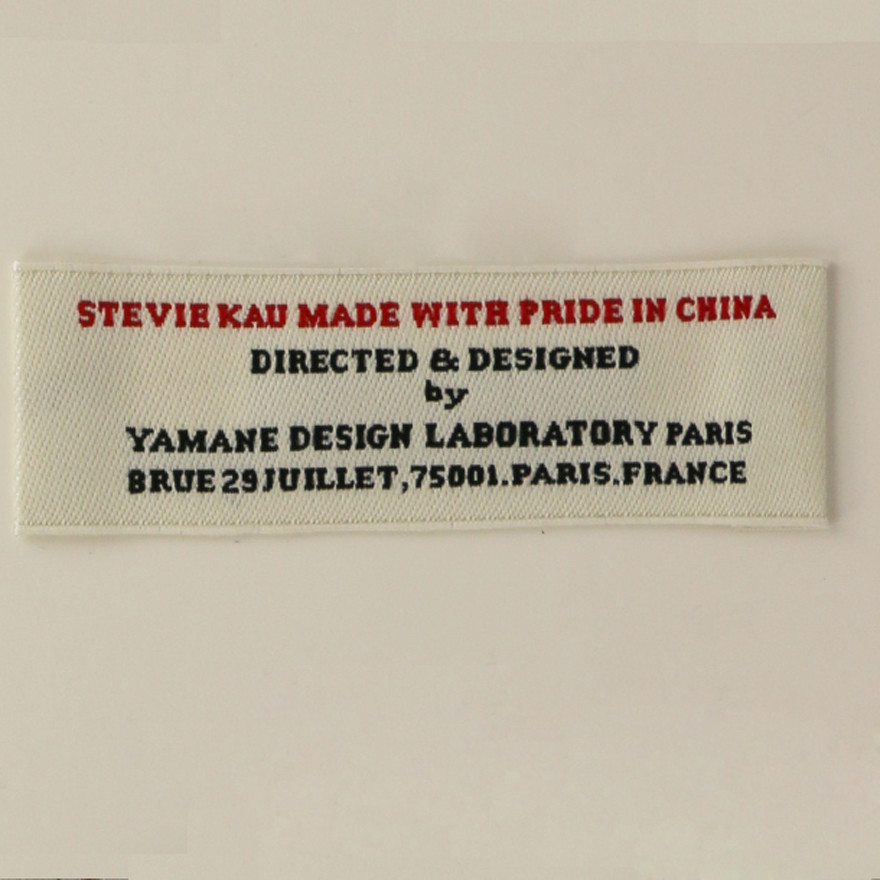 STEVIE KAU MADE WITH PRIDE IN CHINA
DIRECTED & DESIGNED
by
YAMANE DESIGN LABORATORY PARIS
8RUE 29JUILLET,75001.PARIS.FRANCE